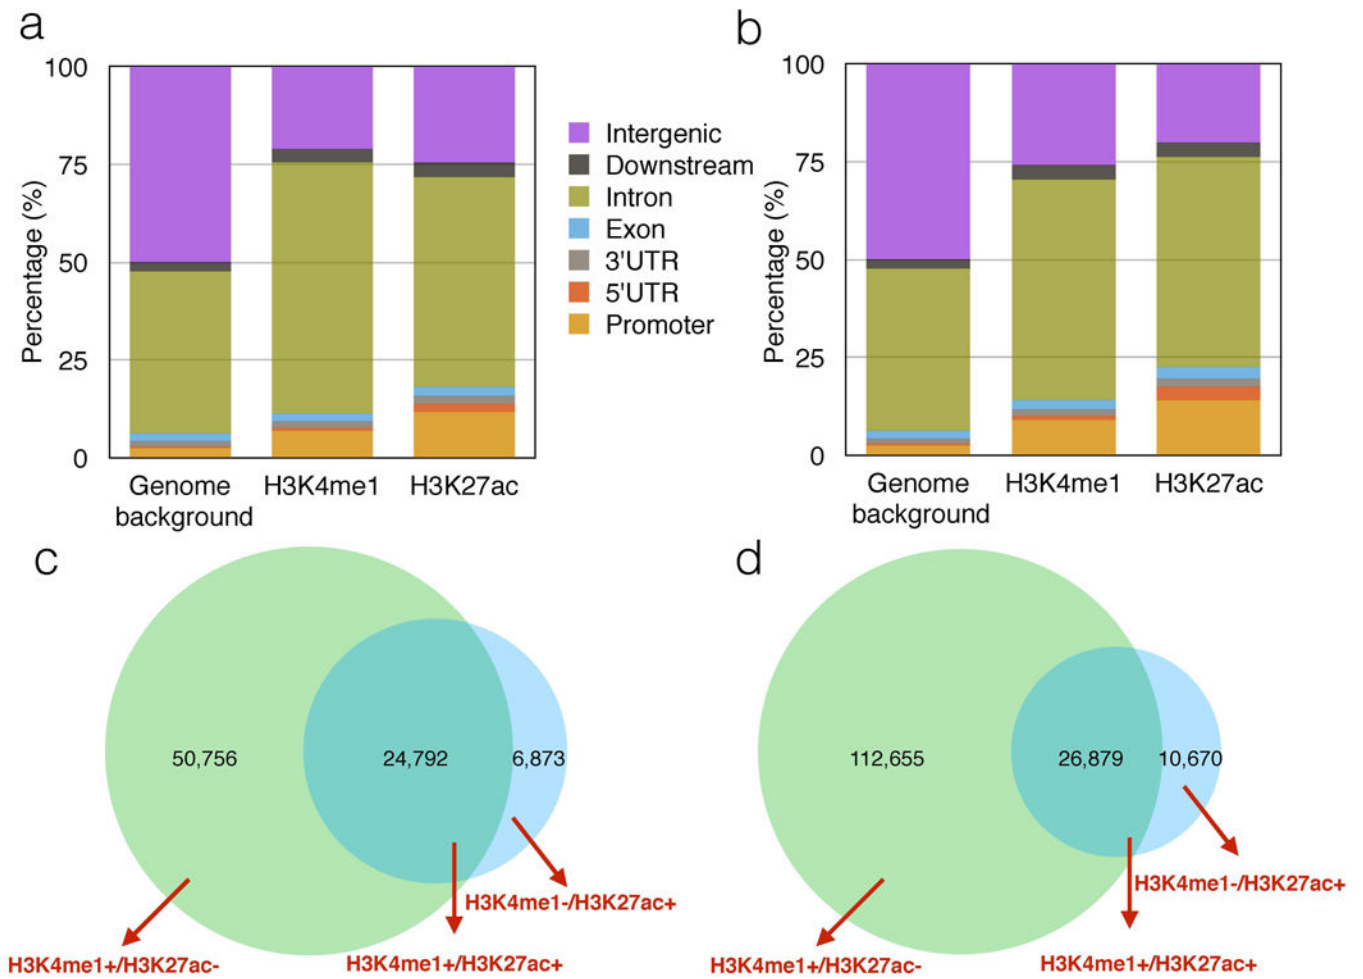 a
100
75
50
25
0
Percentage (%)
Genome
background
H3K4me1
H3K27ac
Intergenic
Downstream
Intron
Exon
3'UTR
5'UTR
Promoter
b
100
75
50
25
0
Percentage (%)
Genome
background
H3K4me1
H3K27ac
c
50,756
24,792
6,873
H3K4me1-/H3K27ac+
H3K4me1+/H3K27ac-
H3K4me1+/H3K27ac+
d
112,655
26,879
10,670
H3K4me1-/H3K27ac+
H3K4me1+/H3K27ac-
H3K4me1+/H3K27ac+